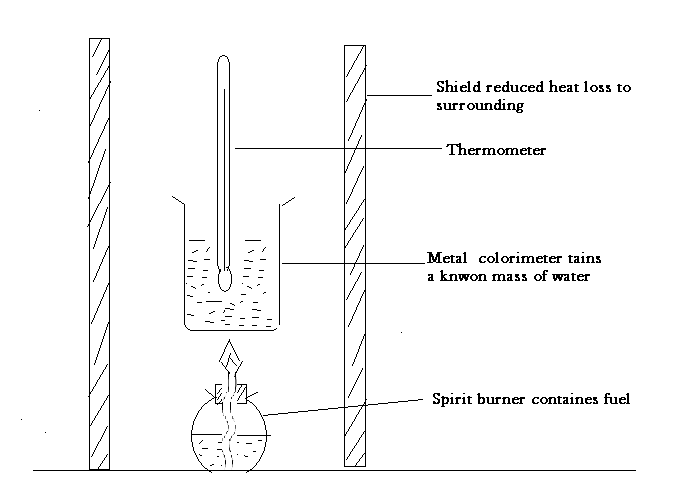 Shield reduced heat loss to
surrounding
Thermometer
Metal colorimeter tains
a knwon mass of water
Spirit burner containes fuel